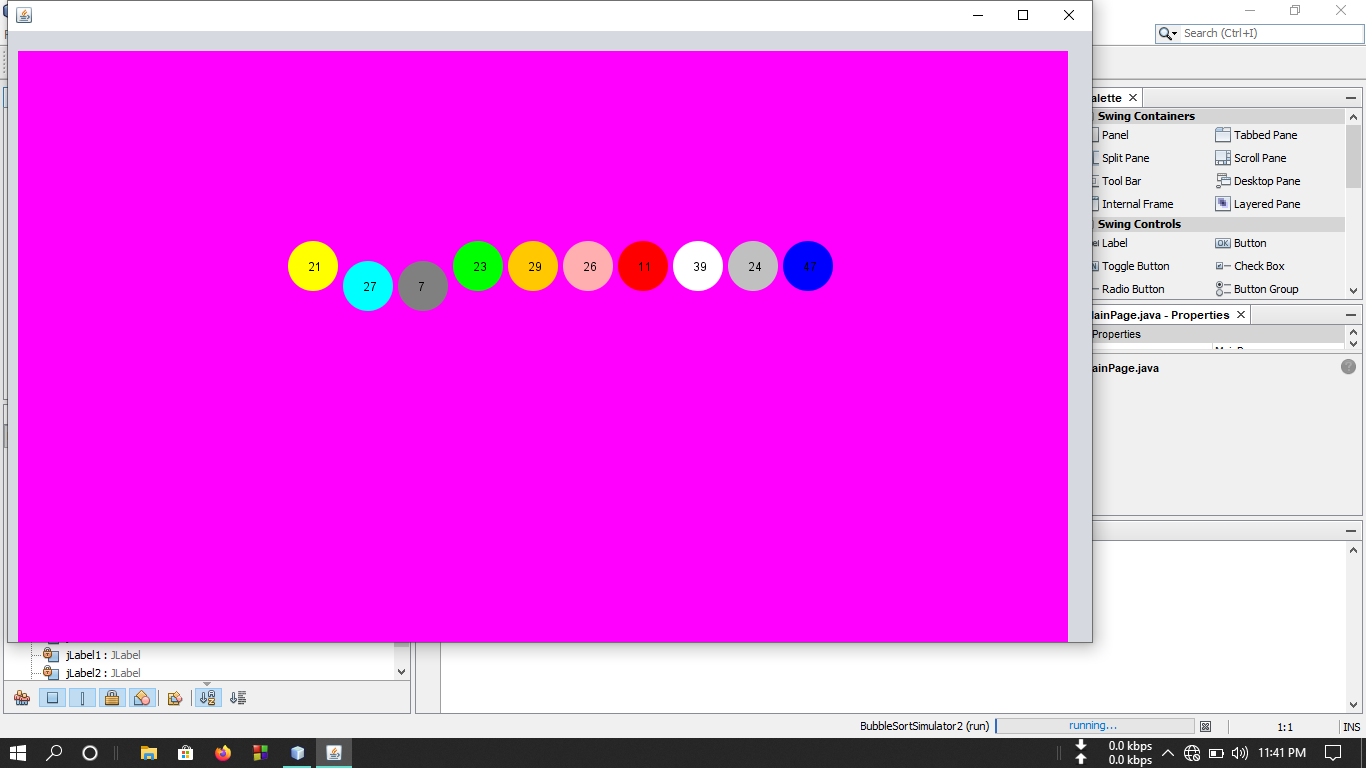 Search (Ctrl+I)
alette
Swing Containers
Panel Tabbed Pane
Split Pane Scroll Pane
Tool Bar Desktop Pane
Internal Frame Layered Pane
Swing Controls
Label OK Button
Toggle Button Check Box
Radio Button Button Group
ainPage.java - Properties
Properties
ainPage.java
21 23 29 26 11 39 24 47
27 7
jLabel1 : JLabel
jLabel2 : JLabel
BubbleSortSimulator2 (run) running... 1:1 INS
0.0 kbps
0.0 kbps
11:41 PM